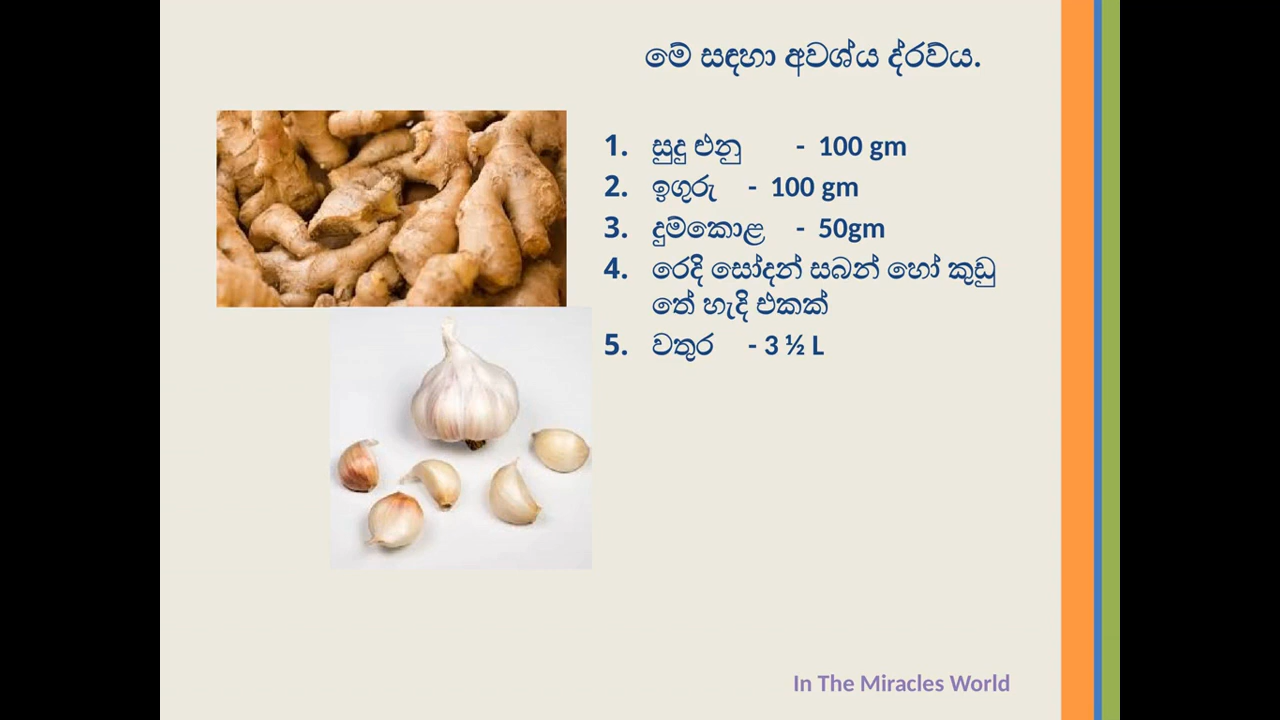 මේ සඳහා අවශ්ය ද්රව්ය.
1. සුදු ළුනු - 100 gm
2. ඉගුරු - 100 gm
3. දුම්කොළ - 50gm
4. රෙදි සෝදන් සබන් හෝ කුඩු
තේ හැදි එකක්
5. වතුර - 3 ½ L
In The Miracles World